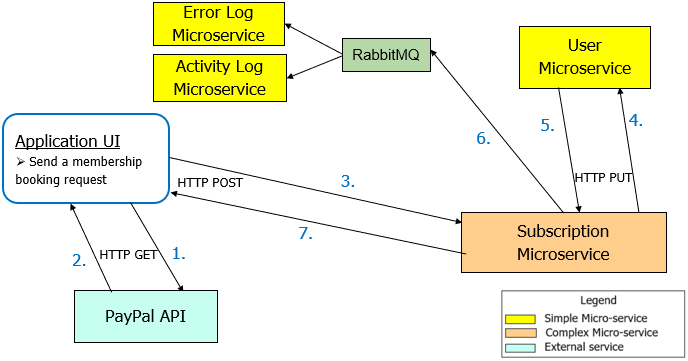 Error Log
Microservice
Activity Log
Microservice
RabbitMQ
User
Microservice
Application UI
➢ Send a membership
booking request
HTTP POST
3.
6.
5.
4.
HTTP PUT
7.
2.
HTTP GET
1.
Subscription
Microservice
PayPal API
Legend
Simple Micro-service
Complex Micro-service
External service